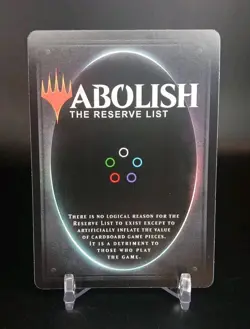 ABOLISH
THE RESERVE LIST
There is no logical reason for the
Reserve List to exist except to
artificially inflate the value
of cardboard game pieces.
It is a detriment to
those who play
the game.